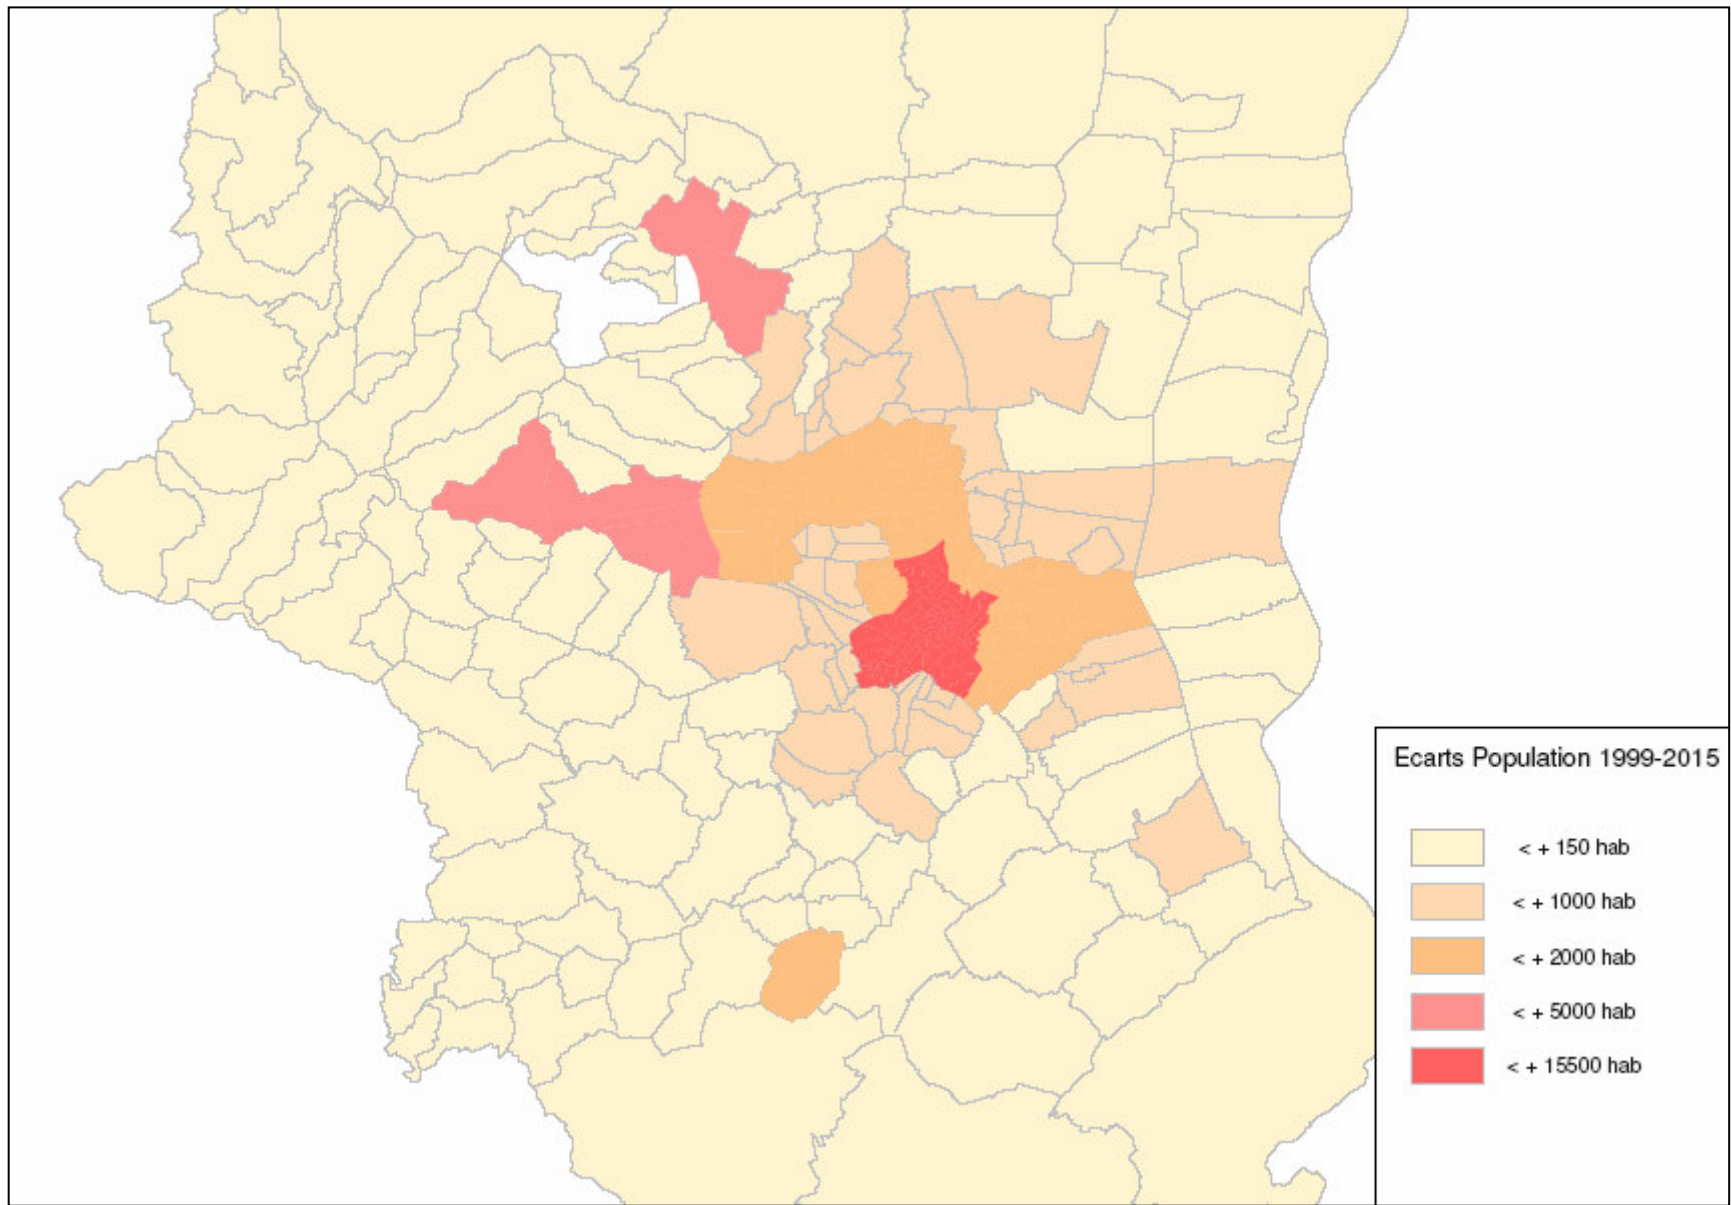 Ecarts Population 1999-2015
< + 150 hab
< + 1000 hab
< + 2000 hab
< + 5000 hab
< + 15500 hab